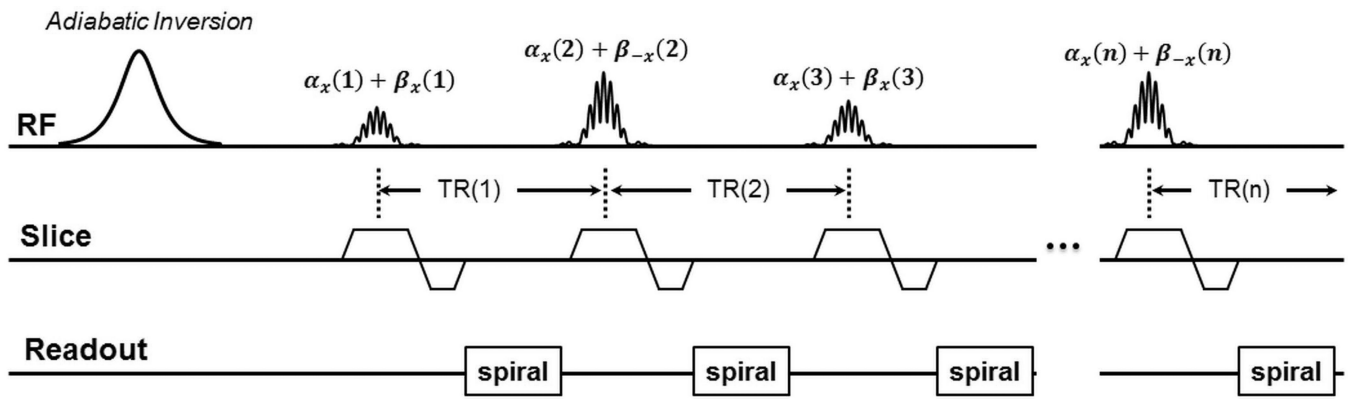 Adiabatic Inversion
αₓ(1) + βₓ(1)
αₓ(2) + β₋ₓ(2)
αₓ(3) + βₓ(3)
αₓ(n) + β₋ₓ(n)
RF
TR(1)
TR(2)
TR(n)
Slice
...
Readout
spiral
spiral
spiral
spiral